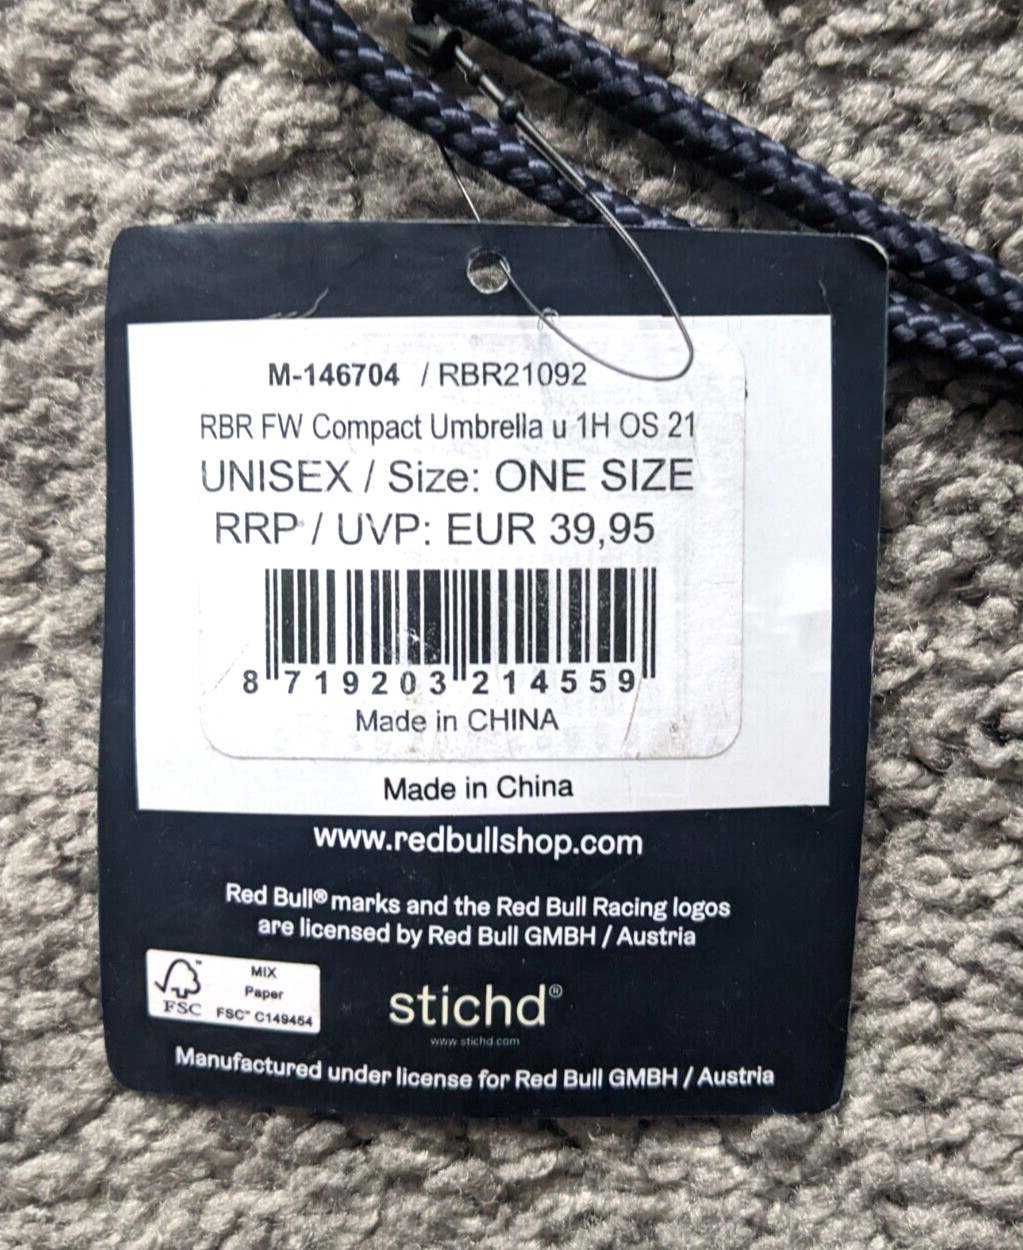 M-146704 / RBR21092
RBR FW Compact Umbrella u 1H OS 21
UNISEX / Size: ONE SIZE
RRP / UVP: EUR 39,95
8 719203 214559
Made in CHINA
Made in China
www.redbullshop.com
Red Bull® marks and the Red Bull Racing logos
are licensed by Red Bull GMBH / Austria
MIX
Paper
FSC
FSC™ C149454
stichd®
www.stichd.com
Manufactured under license for Red Bull GMBH / Austria